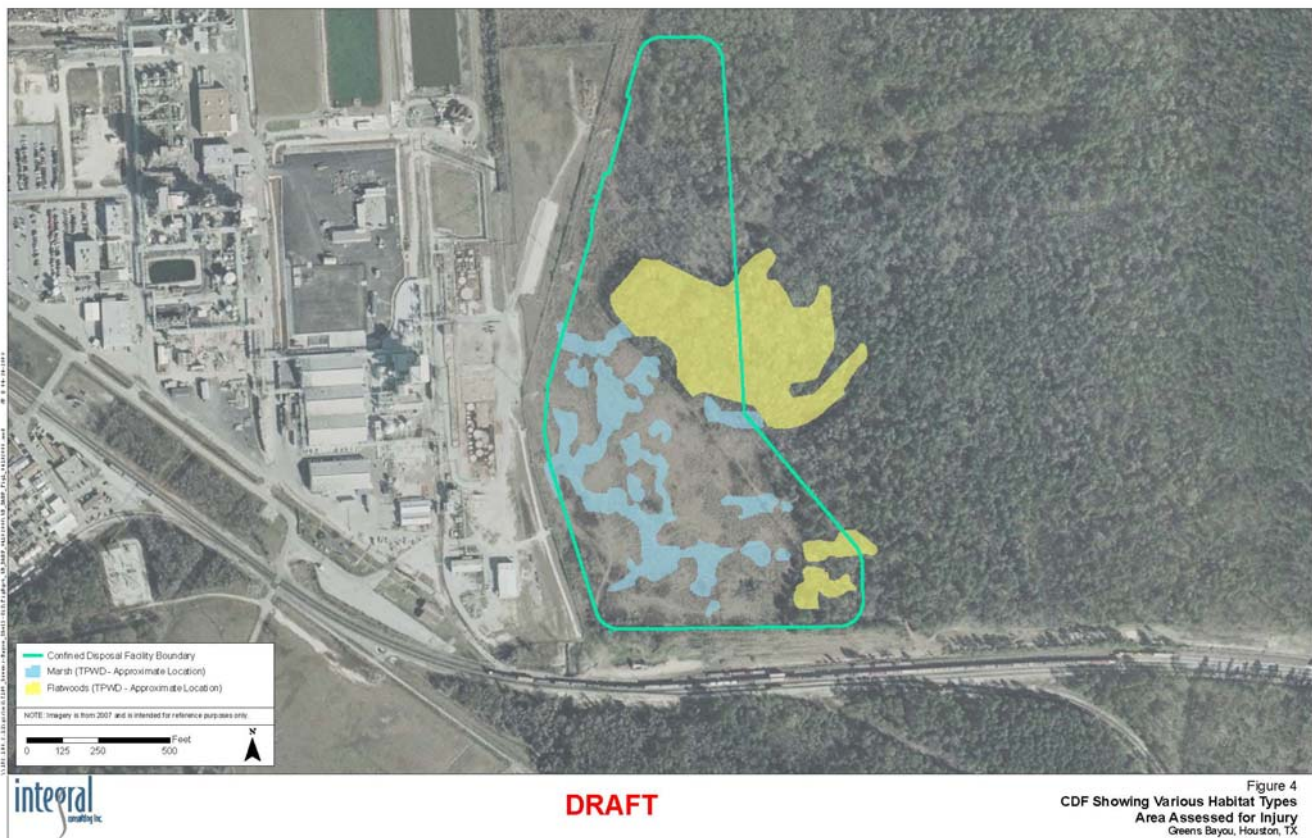 Confined Disposal Facility Boundary
Marsh (TPWD - Approximate Location)
Flatwoods (TPWD - Approximate Location)
NOTE: Imagery is from 2007 and is intended for reference purposes only.
Feet
0 125 250 500
N
integral
consulting inc.
DRAFT
Figure 4
CDF Showing Various Habitat Types
Area Assessed for Injury
Greens Bayou, Houston, TX